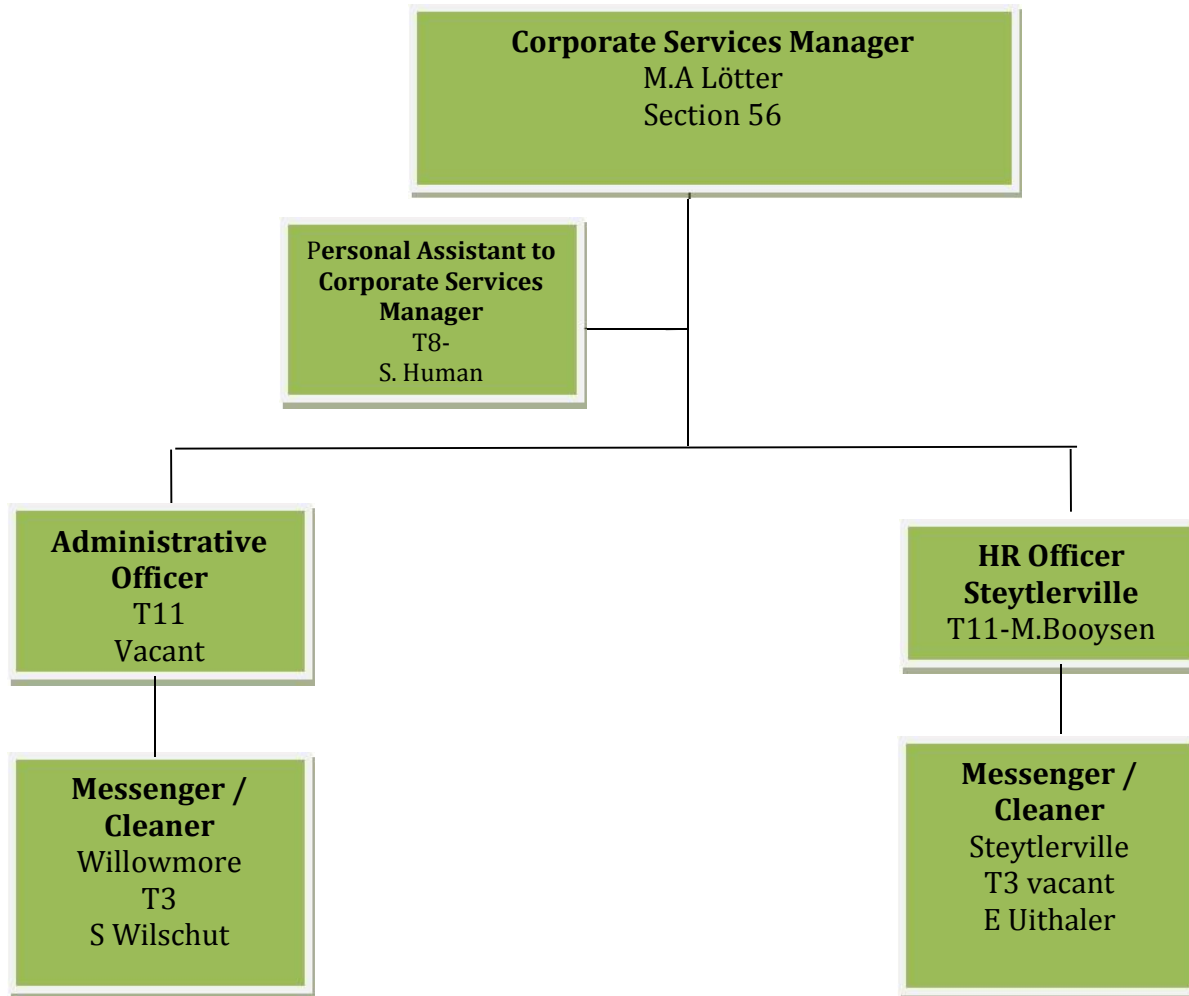 Corporate Services Manager
M.A Lötter
Section 56
Personal Assistant to
Corporate Services
Manager
T8-
S. Human
Administrative
Officer
T11
Vacant
HR Officer
Steytlerville
T11-M.Booysen
Messenger /
Cleaner
Willowmore
T3
S Wilschut
Messenger /
Cleaner
Steytlerville
T3 vacant
E Uithaler